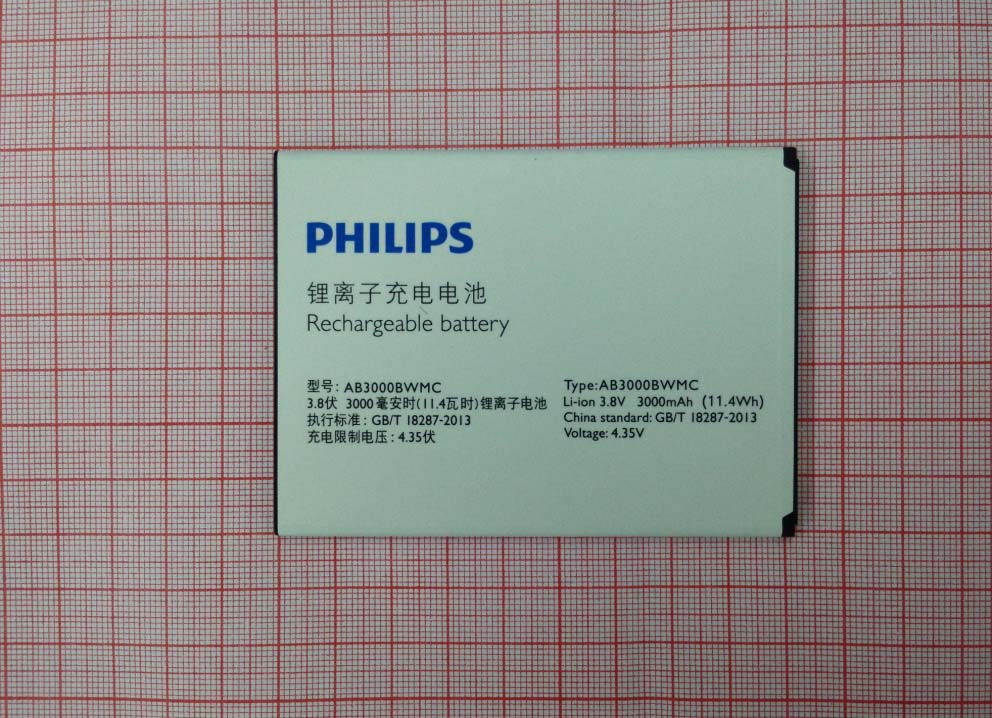 PHILIPS
锂离子充电电池
Rechargeable battery
型号: AB3000BWMC
3.8伏 3000毫安时(11.4瓦时)锂离子电池
执行标准: GB/T 18287-2013
充电限制电压: 4.35伏
Type:AB3000BWMC
Li-ion 3.8V 3000mAh (11.4Wh)
China standard: GB/T 18287-2013
Voltage: 4.35V